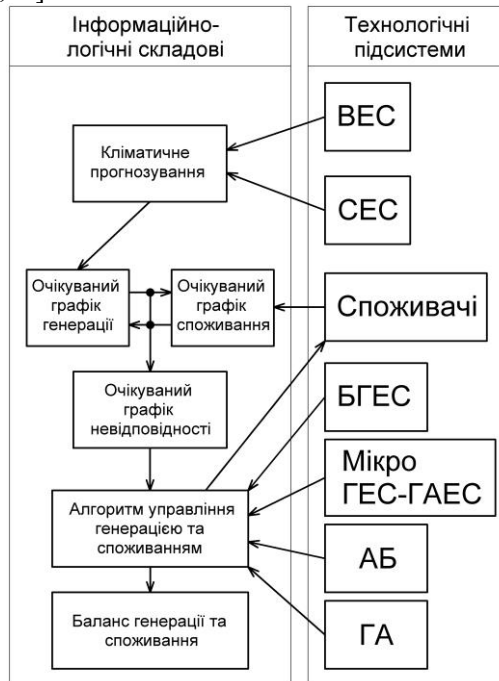 Інформаційно-
логічні складові
Технологічні
підсистеми
ВЕС
Кліматичне
прогнозування
СЕС
Очікуваний
графік
генерації
Очікуваний
графік
споживання
Споживачі
Очікуваний
графік
невідповідності
БГЕС
Мікро
ГЕС-ГАЕС
Алгоритм управління
генерацією та
споживанням
АБ
Баланс генерації та
споживання
ГА